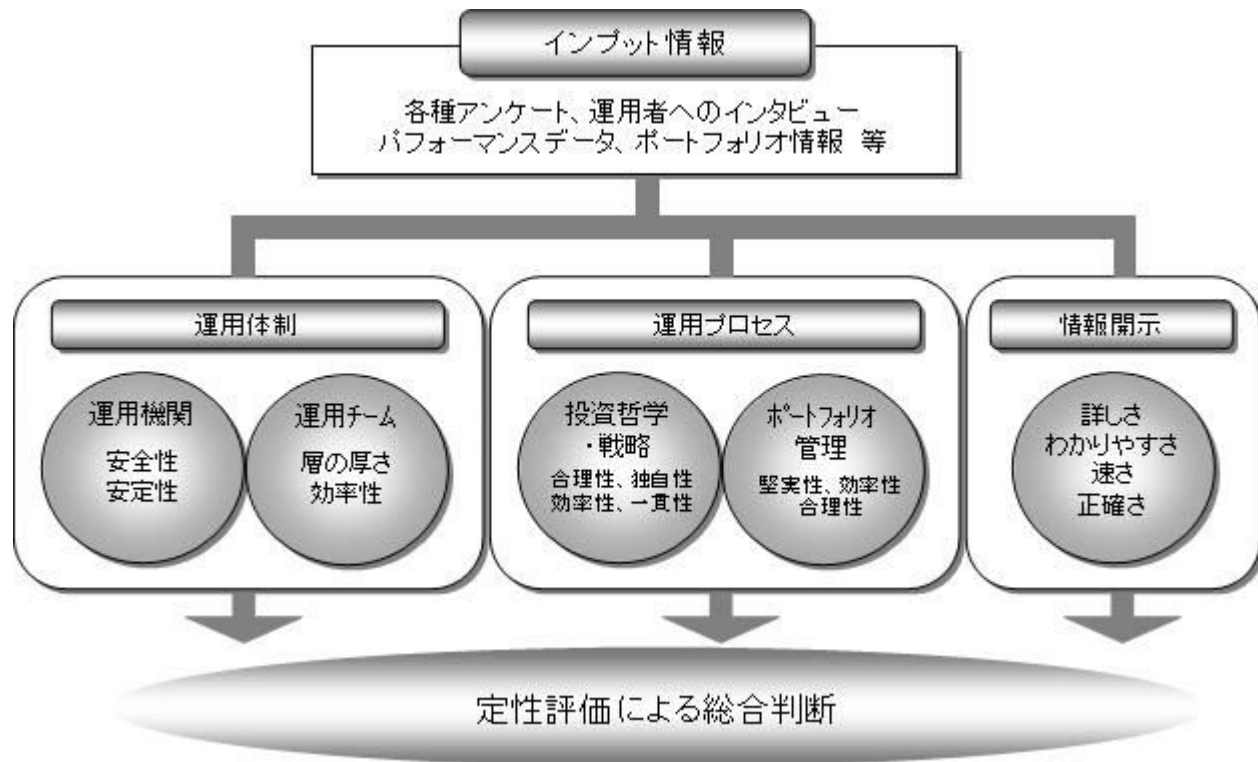 インプット情報
各種アンケート、運用者へのインタビュー
パフォーマンスデータ、ポートフォリオ情報 等
運用体制
運用機関
安全性
安定性
運用チーム
層の厚さ
効率性
運用プロセス
投資哲学
・戦略
合理性、独自性
効率性、一貫性
ポートフォリオ
管理
堅実性、効率性
合理性
情報開示
詳しさ
わかりやすさ
速さ
正確さ
定性評価による総合判断